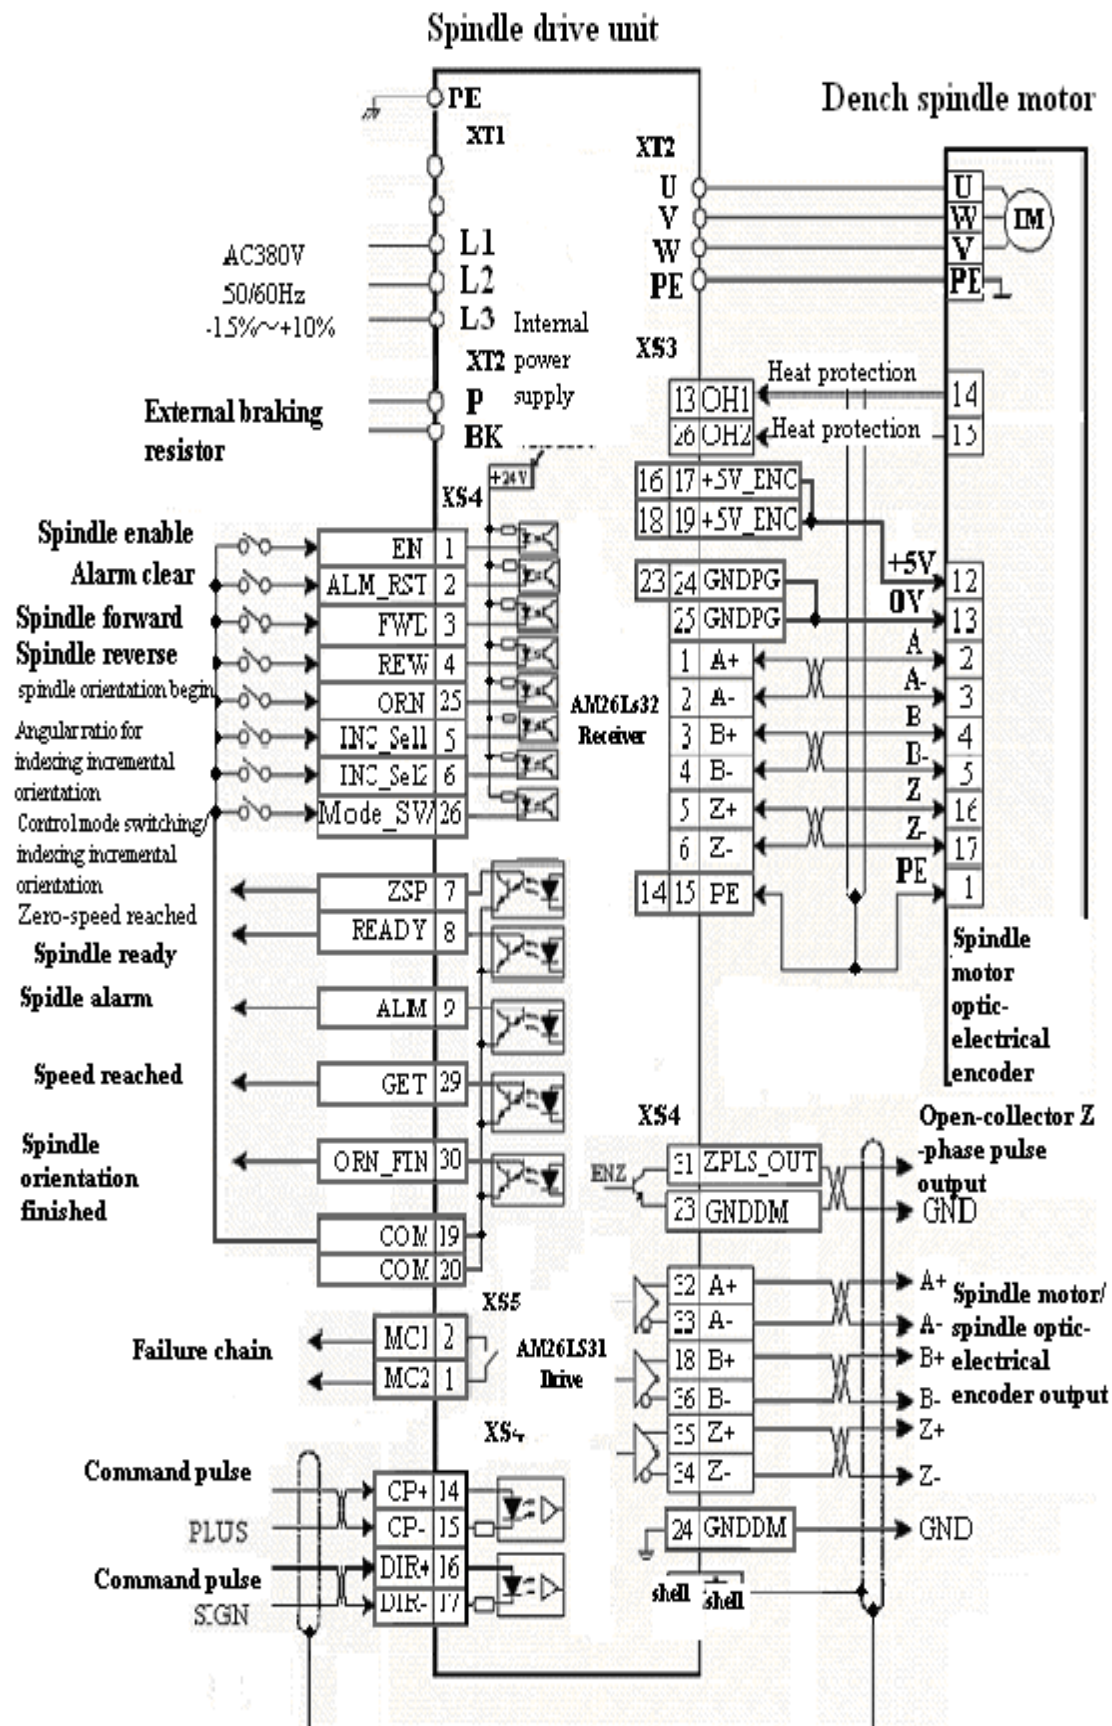 Spindle drive unit
Dench spindle motor
PE
XT1
XT2
U
V
W
PE
U
W
V
PE
IM
L1
L2
L3
AC380V
50/60Hz
-15%～+10%
Internal
power
supply
XT2
P
BK
External braking
resistor
XS3
13 OH1
26 OH2
Heat protection
Heat protection
14
15
+24V
16 17 +5V_ENC
18 19 +5V_ENC
23 24 GNDPG
25 GNDPG
1 A+
2 A-
3 B+
4 B-
5 Z+
6 Z-
14 15 PE
+5V
0V
A
A-
B
B-
Z
Z-
PE
12
13
2
3
4
5
16
17
1
Spindle
motor
optic-
electrical
encoder
XS4
Spindle enable
EN 1
Alarm clear
ALM_RST 2
Spindle forward
FWD 3
Spindle reverse
REW 4
spindle orientation begin
ORN 25
Angular ratio for
indexing incremental
orientation
INC_Sel1 5
INC_Sel2 6
Control mode switching/
indexing incremental
orientation
Mode_SW 26
AM26Ls32
Receiver
Zero-speed reached
ZSP 7
READY 8
Spindle ready
Spidle alarm
ALM 9
Speed reached
GET 29
Spindle
orientation
finished
ORN_FIN 30
COM 19
COM 20
XS5
Failure chain
MC1 2
MC2 1
AM26LS31
Drive
XS4
Command pulse
PLUS
CP+ 14
CP- 15
Command pulse
SIGN
DIR+ 16
DIR- 17
XS4
ENZ
31 ZPLS_OUT
23 GNDDM
Open-collector Z
-phase pulse
output
GND
32 A+
33 A-
18 B+
36 B-
35 Z+
34 Z-
A+
A-
B+
B-
Z+
Z-
Spindle motor/
spindle optic-
electrical
encoder output
24 GNDDM
GND
shell
shell